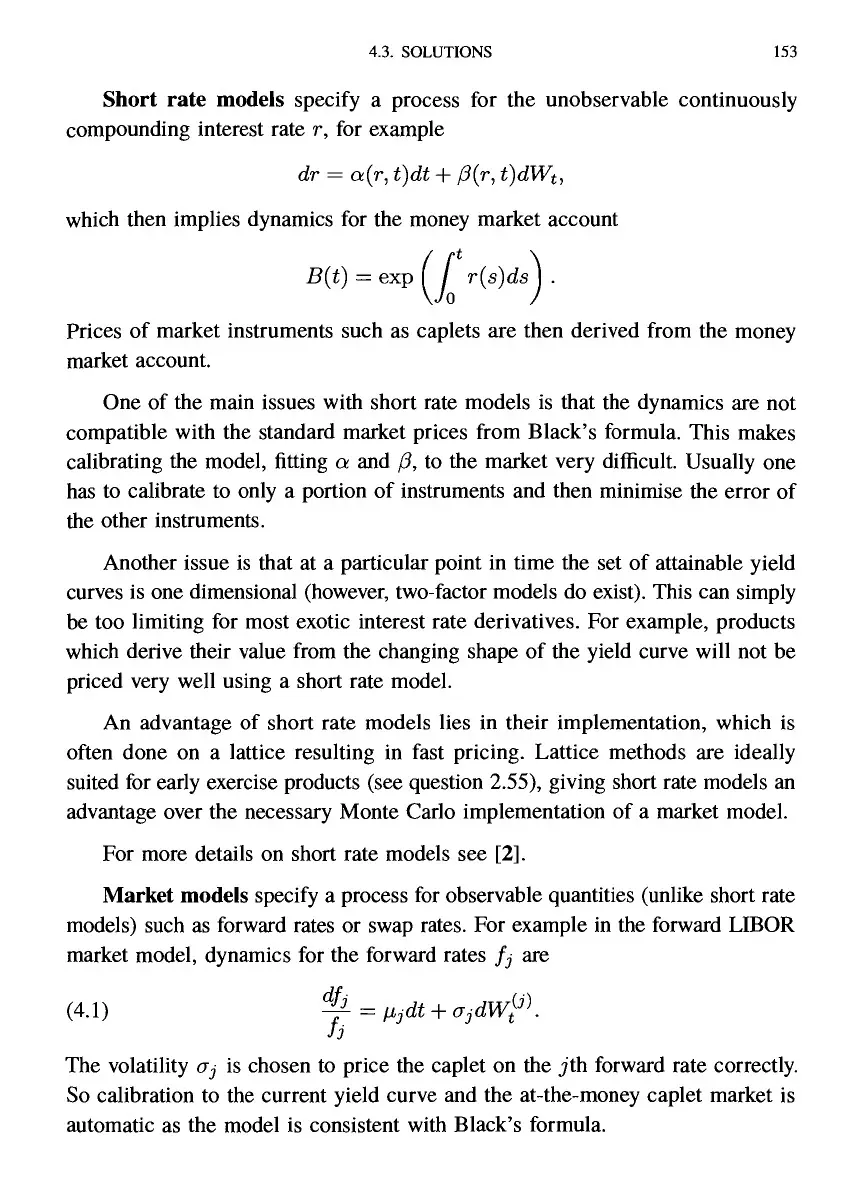 4.3. SOLUTIONS 153
Short rate models specify a process for the unobservable continuously
compounding interest rate r, for example
dr = α(r, t)dt + β(r, t)dWₜ,
which then implies dynamics for the money market account
B(t) = exp (∫₀ᵗ r(s)ds) .
Prices of market instruments such as caplets are then derived from the money
market account.
One of the main issues with short rate models is that the dynamics are not
compatible with the standard market prices from Black's formula. This makes
calibrating the model, fitting α and β, to the market very difficult. Usually one
has to calibrate to only a portion of instruments and then minimise the error of
the other instruments.
Another issue is that at a particular point in time the set of attainable yield
curves is one dimensional (however, two-factor models do exist). This can simply
be too limiting for most exotic interest rate derivatives. For example, products
which derive their value from the changing shape of the yield curve will not be
priced very well using a short rate model.
An advantage of short rate models lies in their implementation, which is
often done on a lattice resulting in fast pricing. Lattice methods are ideally
suited for early exercise products (see question 2.55), giving short rate models an
advantage over the necessary Monte Carlo implementation of a market model.
For more details on short rate models see [2].
Market models specify a process for observable quantities (unlike short rate
models) such as forward rates or swap rates. For example in the forward LIBOR
market model, dynamics for the forward rates fⱼ are
(4.1) dfⱼ/fⱼ = μⱼdt + σⱼdWₜ⁽ʲ⁾.
The volatility σⱼ is chosen to price the caplet on the jth forward rate correctly.
So calibration to the current yield curve and the at-the-money caplet market is
automatic as the model is consistent with Black's formula.